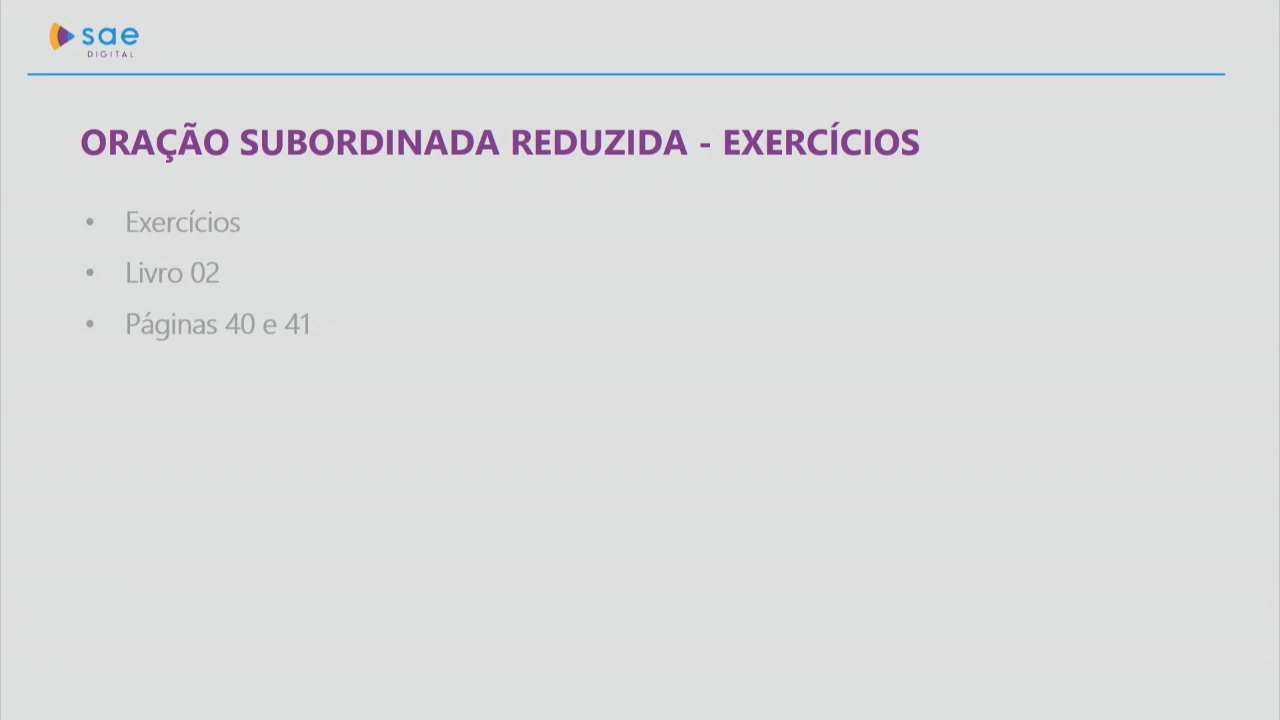 sae
DIGITAL
ORAÇÃO SUBORDINADA REDUZIDA - EXERCÍCIOS
• Exercícios
• Livro 02
• Páginas 40 e 41